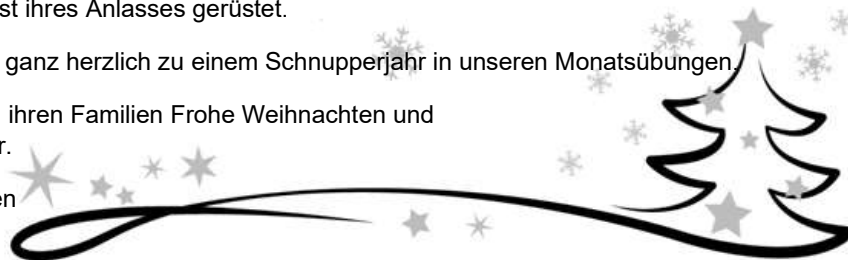 st ihres Anlasses gerüstet.
ganz herzlich zu einem Schnupperjahr in unseren Monatsübungen.
ihren Familien Frohe Weihnachten und
r.
en